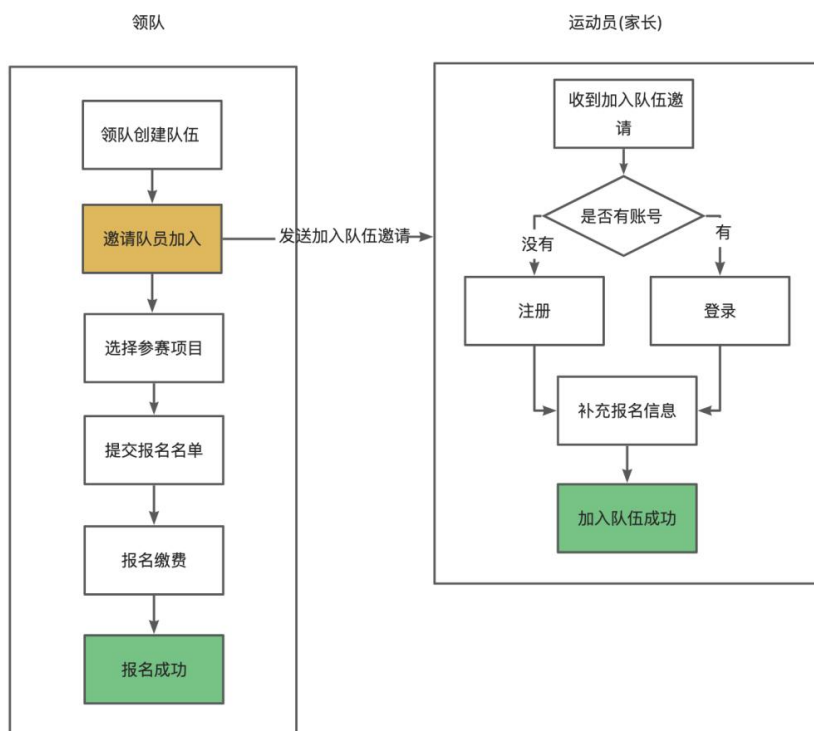 领队
领队创建队伍
邀请队员加入
发送加入队伍邀请
选择参赛项目
提交报名名单
报名缴费
报名成功
运动员(家长)
收到加入队伍邀
请
是否有账号
没有
有
注册
登录
补充报名信息
加入队伍成功